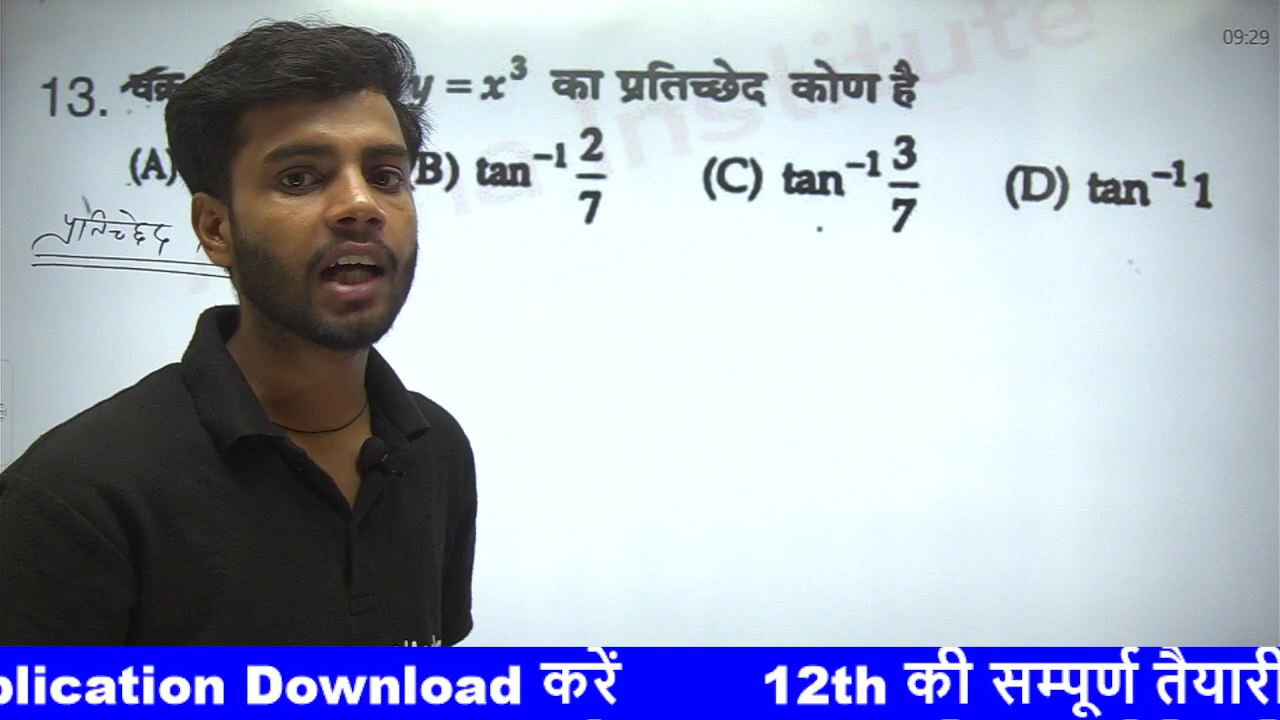 09:29
13. वक्र y = x³ का प्रतिच्छेद कोण है
(A) B) tan⁻¹ 2/7 (C) tan⁻¹ 3/7 (D) tan⁻¹1
प्रतिच्छेद
plication Download करें 12th की सम्पूर्ण तैयारी